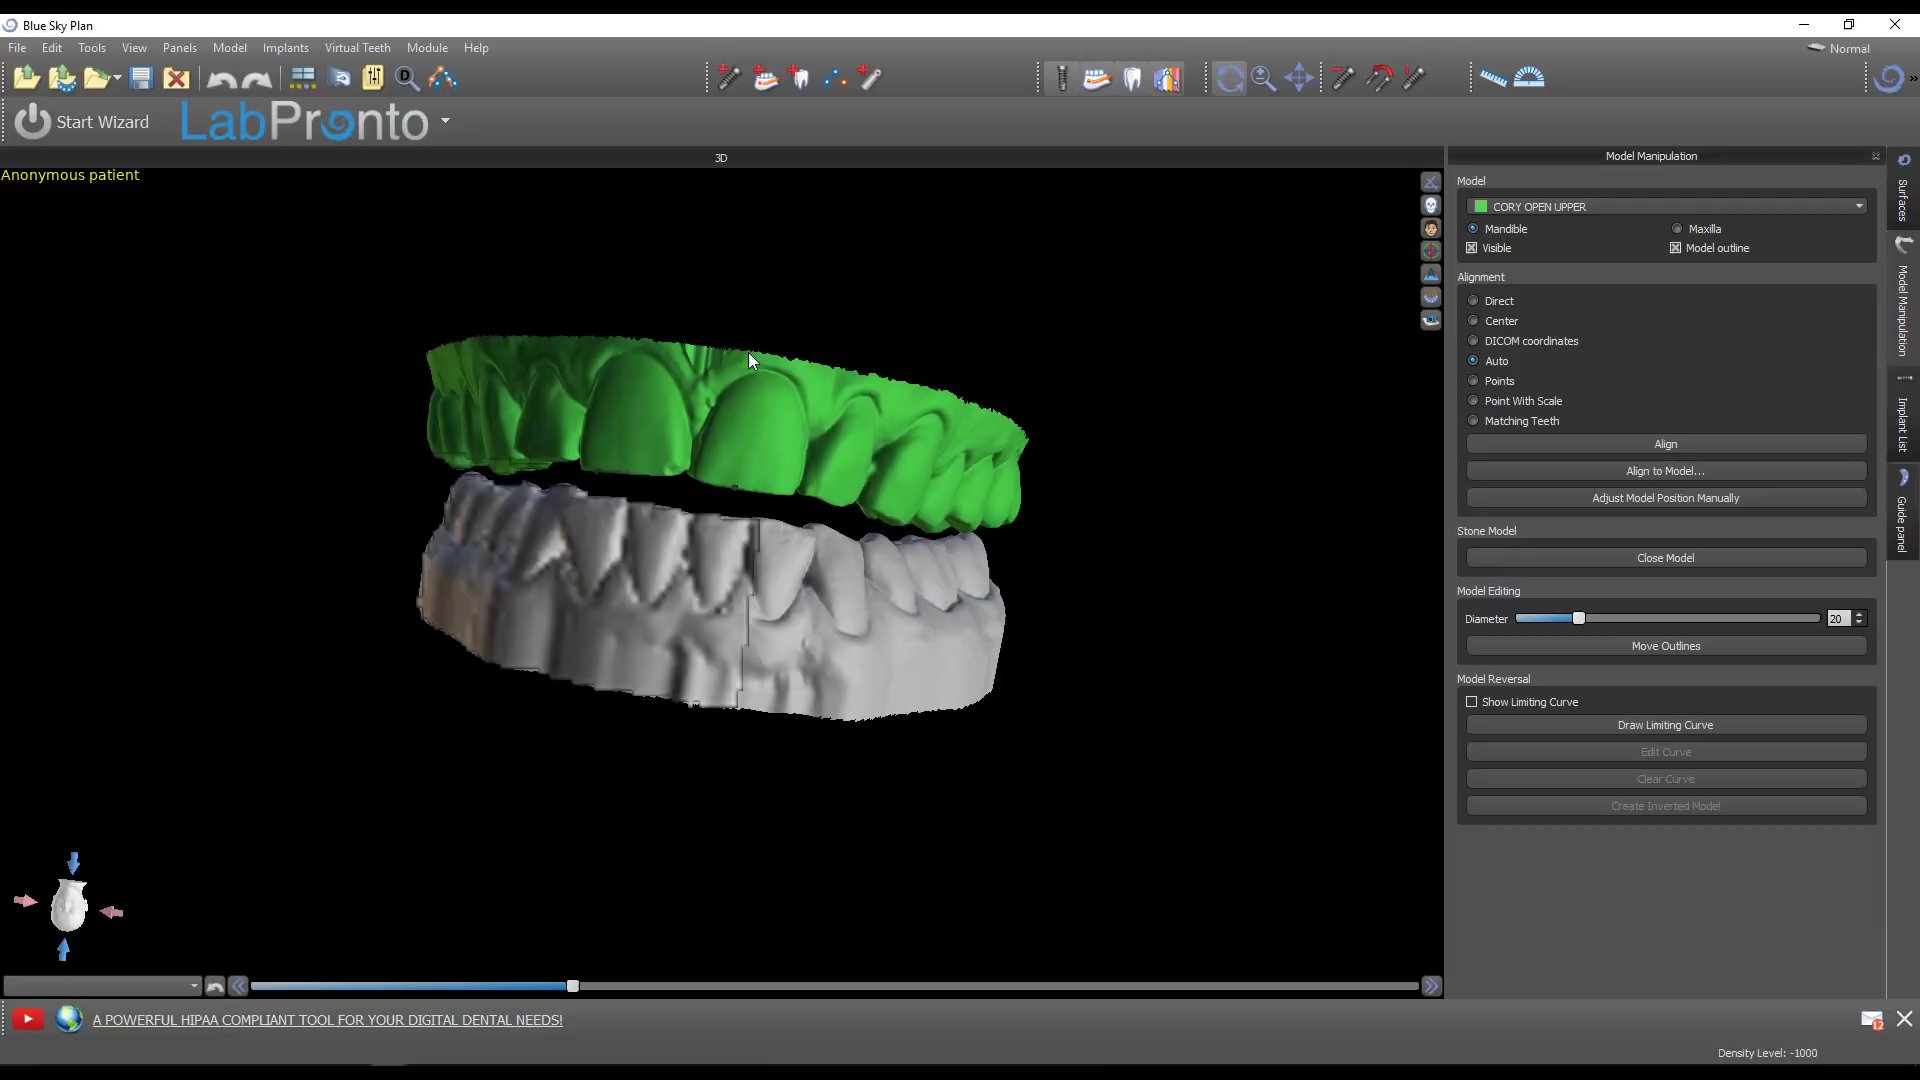 Blue Sky Plan
File Edit Tools View Panels Model Implants Virtual Teeth Module Help
Normal
D
Start Wizard
LabPronto
3D
Anonymous patient
Model Manipulation
Model
CORY OPEN UPPER
Mandible
Maxilla
Visible
Model outline
Alignment
Direct
Center
DICOM coordinates
Auto
Points
Point With Scale
Matching Teeth
Align
Align to Model...
Adjust Model Position Manually
Stone Model
Close Model
Model Editing
Diameter
20
Move Outlines
Model Reversal
Show Limiting Curve
Draw Limiting Curve
Edit Curve
Clear Curve
Create Inverted Model
Surfaces
Model Manipulation
Implant List
Guide panel
A POWERFUL HIPAA COMPLIANT TOOL FOR YOUR DIGITAL DENTAL NEEDS!
12
Density Level: -1000